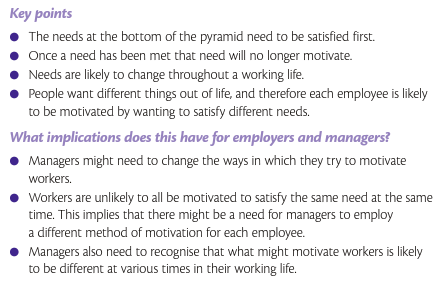 Key points
● The needs at the bottom of the pyramid need to be satisfied first.
● Once a need has been met that need will no longer motivate.
● Needs are likely to change throughout a working life.
● People want different things out of life, and therefore each employee is likely
to be motivated by wanting to satisfy different needs.
What implications does this have for employers and managers?
● Managers might need to change the ways in which they try to motivate
workers.
● Workers are unlikely to all be motivated to satisfy the same need at the same
time. This implies that there might be a need for managers to employ
a different method of motivation for each employee.
● Managers also need to recognise that what might motivate workers is likely
to be different at various times in their working life.